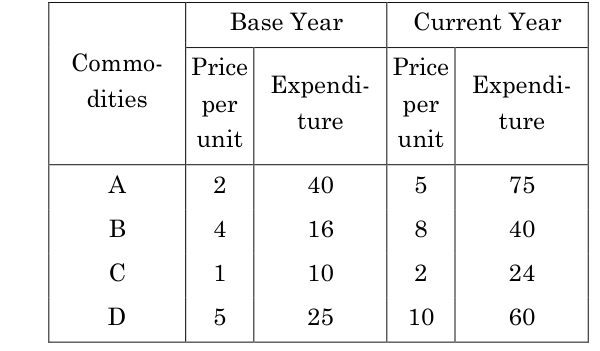 Base Year Current Year
Commo-
dities
Price
per
unit
Expendi-
ture
Price
per
unit
Expendi-
ture
A 2 40 5 75
B 4 16 8 40
C 1 10 2 24
D 5 25 10 60